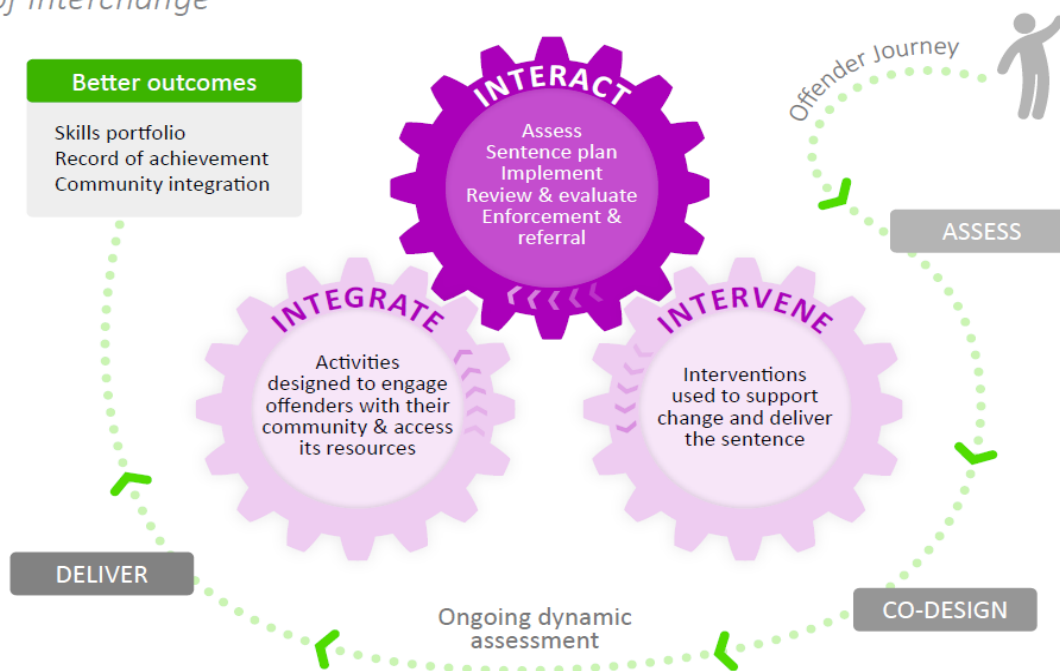 of Interchange
Better outcomes
Skills portfolio
Record of achievement
Community integration
INTERACT
Assess
Sentence plan
Implement
Review & evaluate
Enforcement &
referral
Offender Journey
ASSESS
INTEGRATE
Activities
designed to engage
offenders with their
community & access
its resources
INTERVENE
Interventions
used to support
change and deliver
the sentence
DELIVER
Ongoing dynamic
assessment
CO-DESIGN